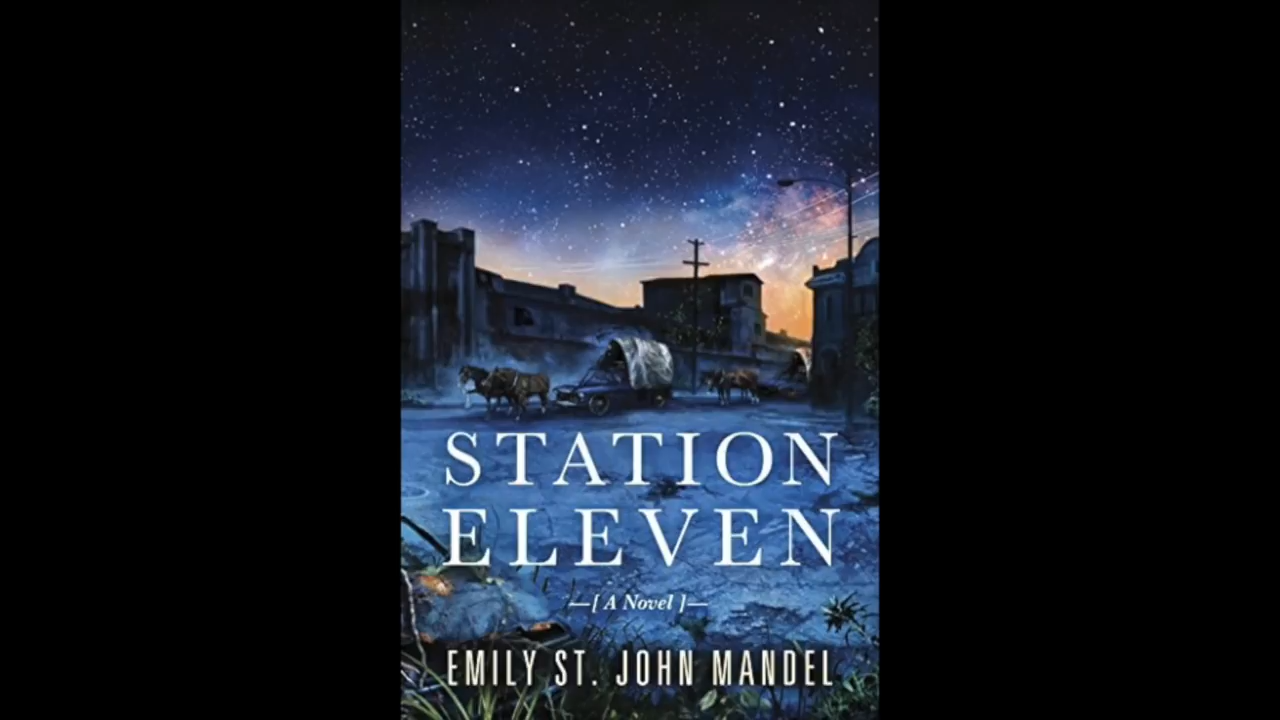 STATION
ELEVEN
—[ A Novel ]—
EMILY ST. JOHN MANDEL